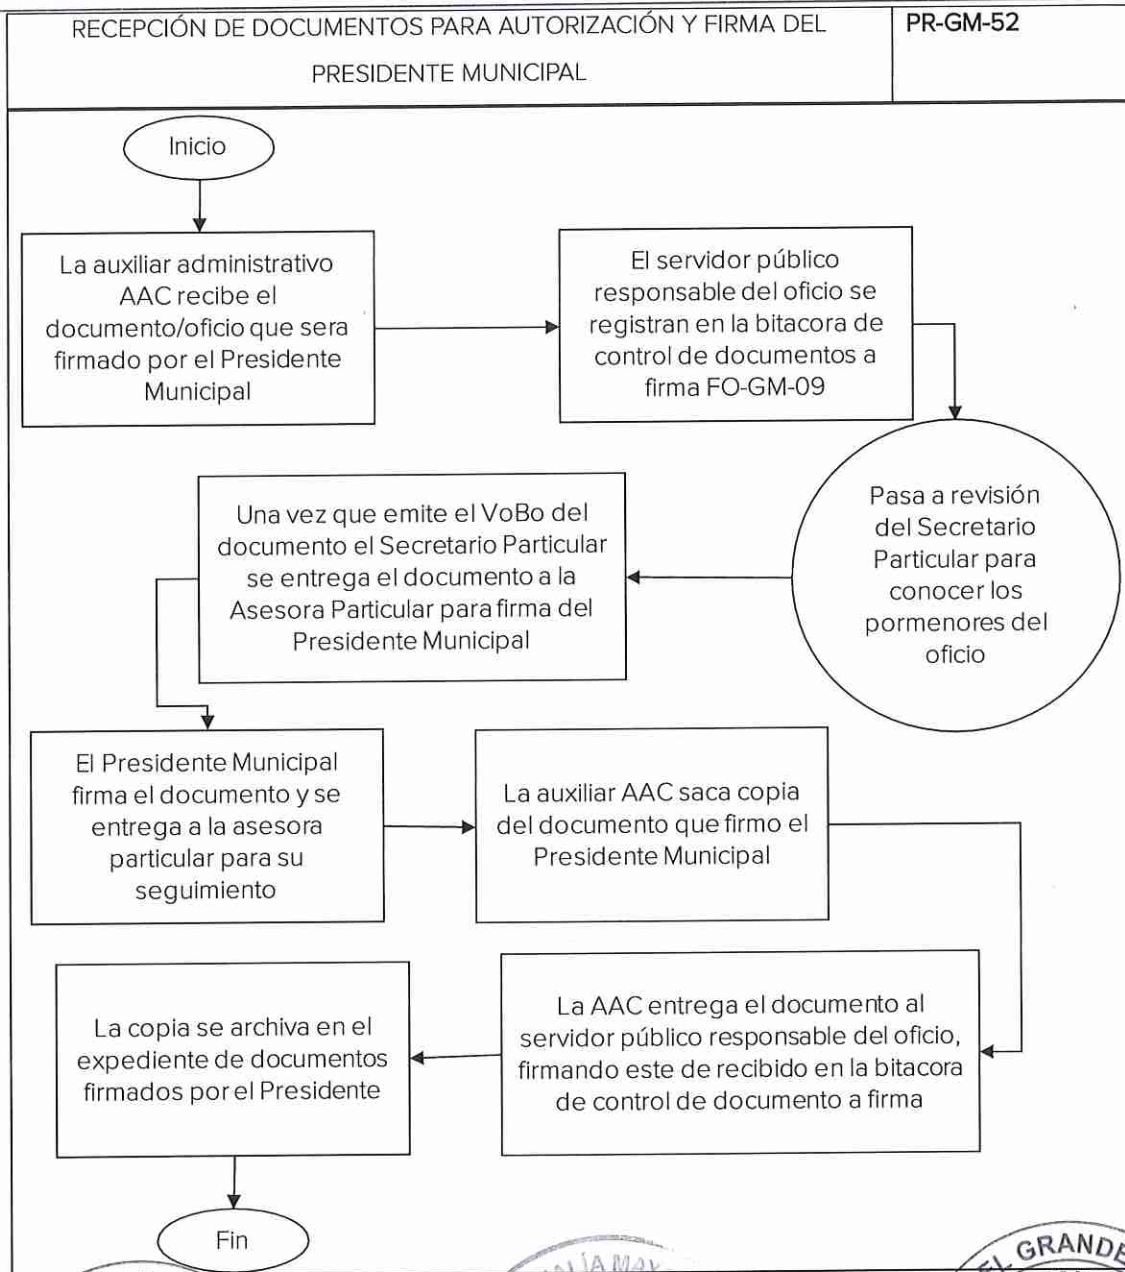 RECEPCIÓN DE DOCUMENTOS PARA AUTORIZACIÓN Y FIRMA DEL
PRESIDENTE MUNICIPAL
PR-GM-52
Inicio
La auxiliar administrativo
AAC recibe el
documento/oficio que sera
firmado por el Presidente
Municipal
El servidor público
responsable del oficio se
registran en la bitacora de
control de documentos a
firma FO-GM-09
Pasa a revisión
del Secretario
Particular para
conocer los
pormenores del
oficio
Una vez que emite el VoBo del
documento el Secretario Particular
se entrega el documento a la
Asesora Particular para firma del
Presidente Municipal
El Presidente Municipal
firma el documento y se
entrega a la asesora
particular para su
seguimiento
La auxiliar AAC saca copia
del documento que firmo el
Presidente Municipal
La AAC entrega el documento al
servidor público responsable del oficio,
firmando este de recibido en la bitacora
de control de documento a firma
La copia se archiva en el
expediente de documentos
firmados por el Presidente
Fin
EL GRANDE